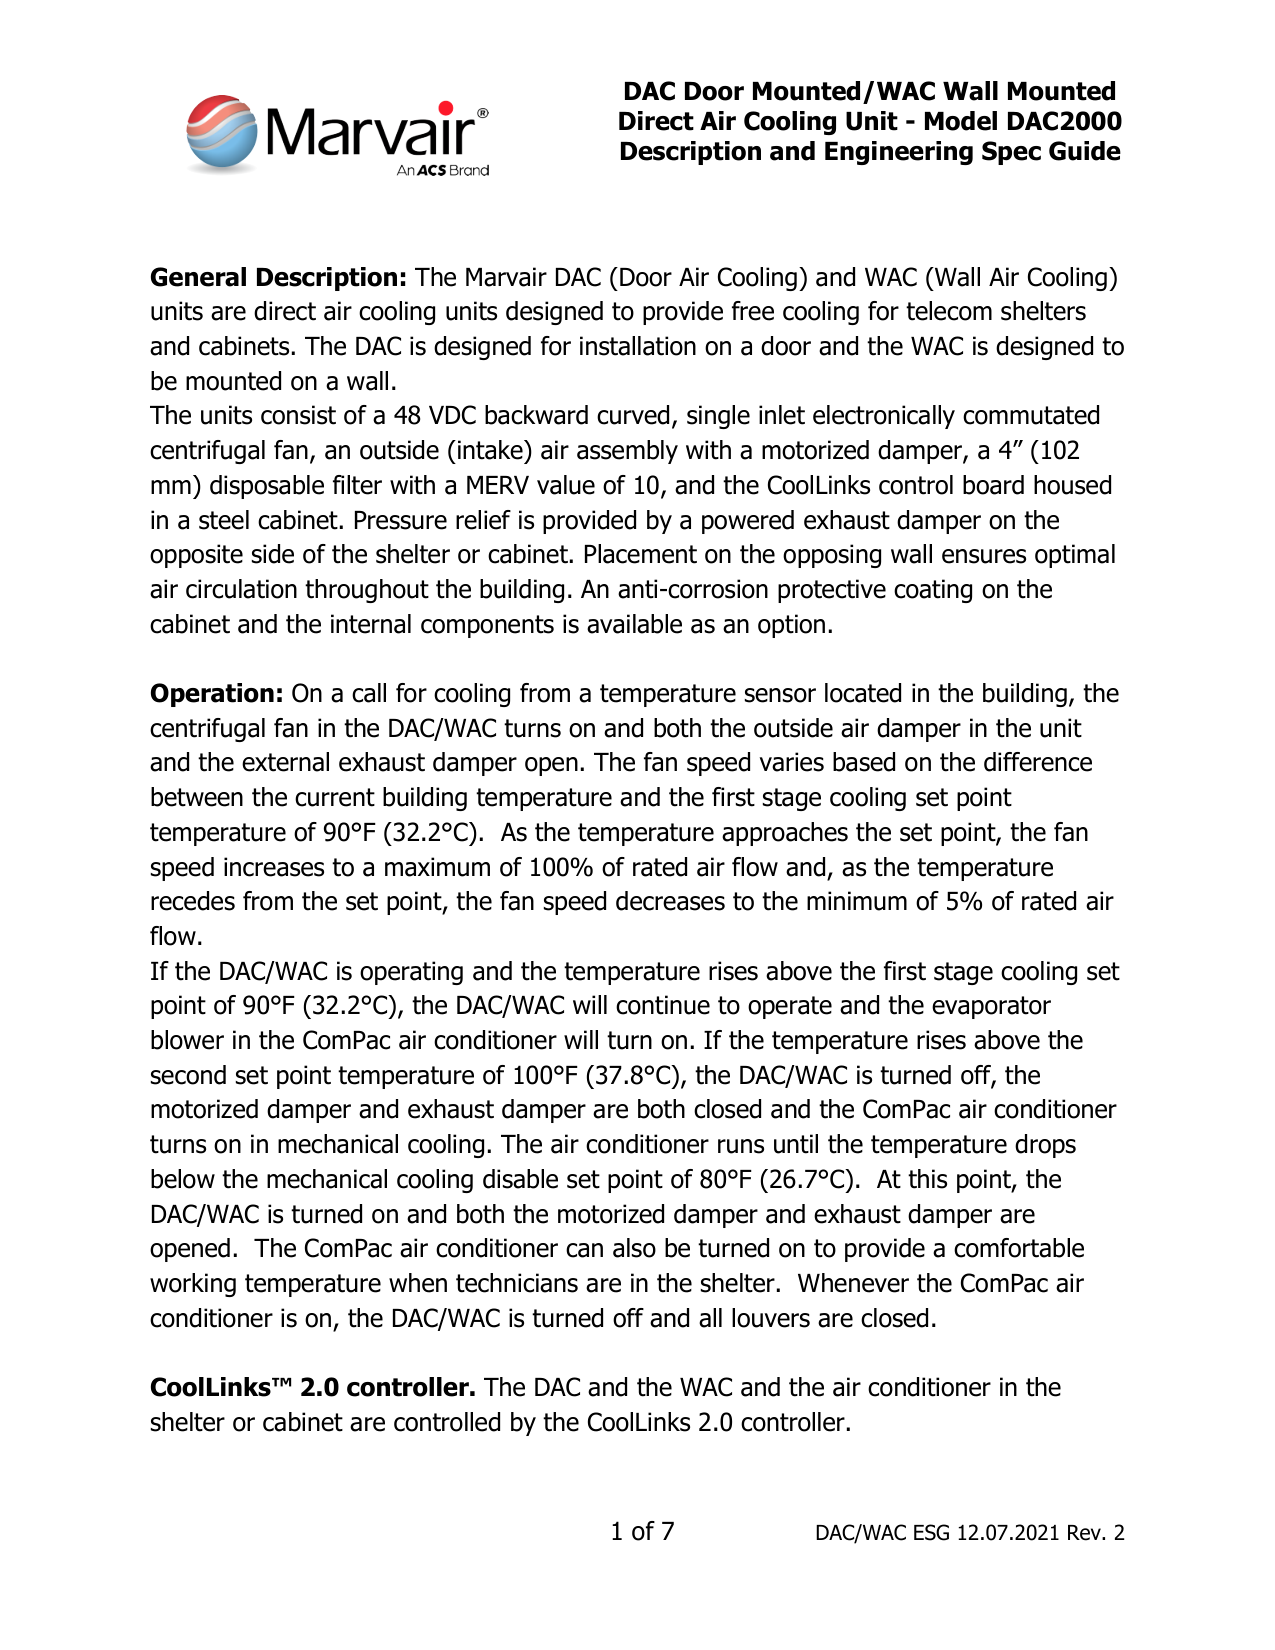 Marvair®
An ACS Brand
DAC Door Mounted/WAC Wall Mounted
Direct Air Cooling Unit - Model DAC2000
Description and Engineering Spec Guide
General Description: The Marvair DAC (Door Air Cooling) and WAC (Wall Air Cooling)
units are direct air cooling units designed to provide free cooling for telecom shelters
and cabinets. The DAC is designed for installation on a door and the WAC is designed to
be mounted on a wall.
The units consist of a 48 VDC backward curved, single inlet electronically commutated
centrifugal fan, an outside (intake) air assembly with a motorized damper, a 4” (102
mm) disposable filter with a MERV value of 10, and the CoolLinks control board housed
in a steel cabinet. Pressure relief is provided by a powered exhaust damper on the
opposite side of the shelter or cabinet. Placement on the opposing wall ensures optimal
air circulation throughout the building. An anti-corrosion protective coating on the
cabinet and the internal components is available as an option.
Operation: On a call for cooling from a temperature sensor located in the building, the
centrifugal fan in the DAC/WAC turns on and both the outside air damper in the unit
and the external exhaust damper open. The fan speed varies based on the difference
between the current building temperature and the first stage cooling set point
temperature of 90°F (32.2°C).  As the temperature approaches the set point, the fan
speed increases to a maximum of 100% of rated air flow and, as the temperature
recedes from the set point, the fan speed decreases to the minimum of 5% of rated air
flow.
If the DAC/WAC is operating and the temperature rises above the first stage cooling set
point of 90°F (32.2°C), the DAC/WAC will continue to operate and the evaporator
blower in the ComPac air conditioner will turn on. If the temperature rises above the
second set point temperature of 100°F (37.8°C), the DAC/WAC is turned off, the
motorized damper and exhaust damper are both closed and the ComPac air conditioner
turns on in mechanical cooling. The air conditioner runs until the temperature drops
below the mechanical cooling disable set point of 80°F (26.7°C).  At this point, the
DAC/WAC is turned on and both the motorized damper and exhaust damper are
opened.  The ComPac air conditioner can also be turned on to provide a comfortable
working temperature when technicians are in the shelter.  Whenever the ComPac air
conditioner is on, the DAC/WAC is turned off and all louvers are closed.
CoolLinks™ 2.0 controller. The DAC and the WAC and the air conditioner in the
shelter or cabinet are controlled by the CoolLinks 2.0 controller.
1 of 7
DAC/WAC ESG 12.07.2021 Rev. 2